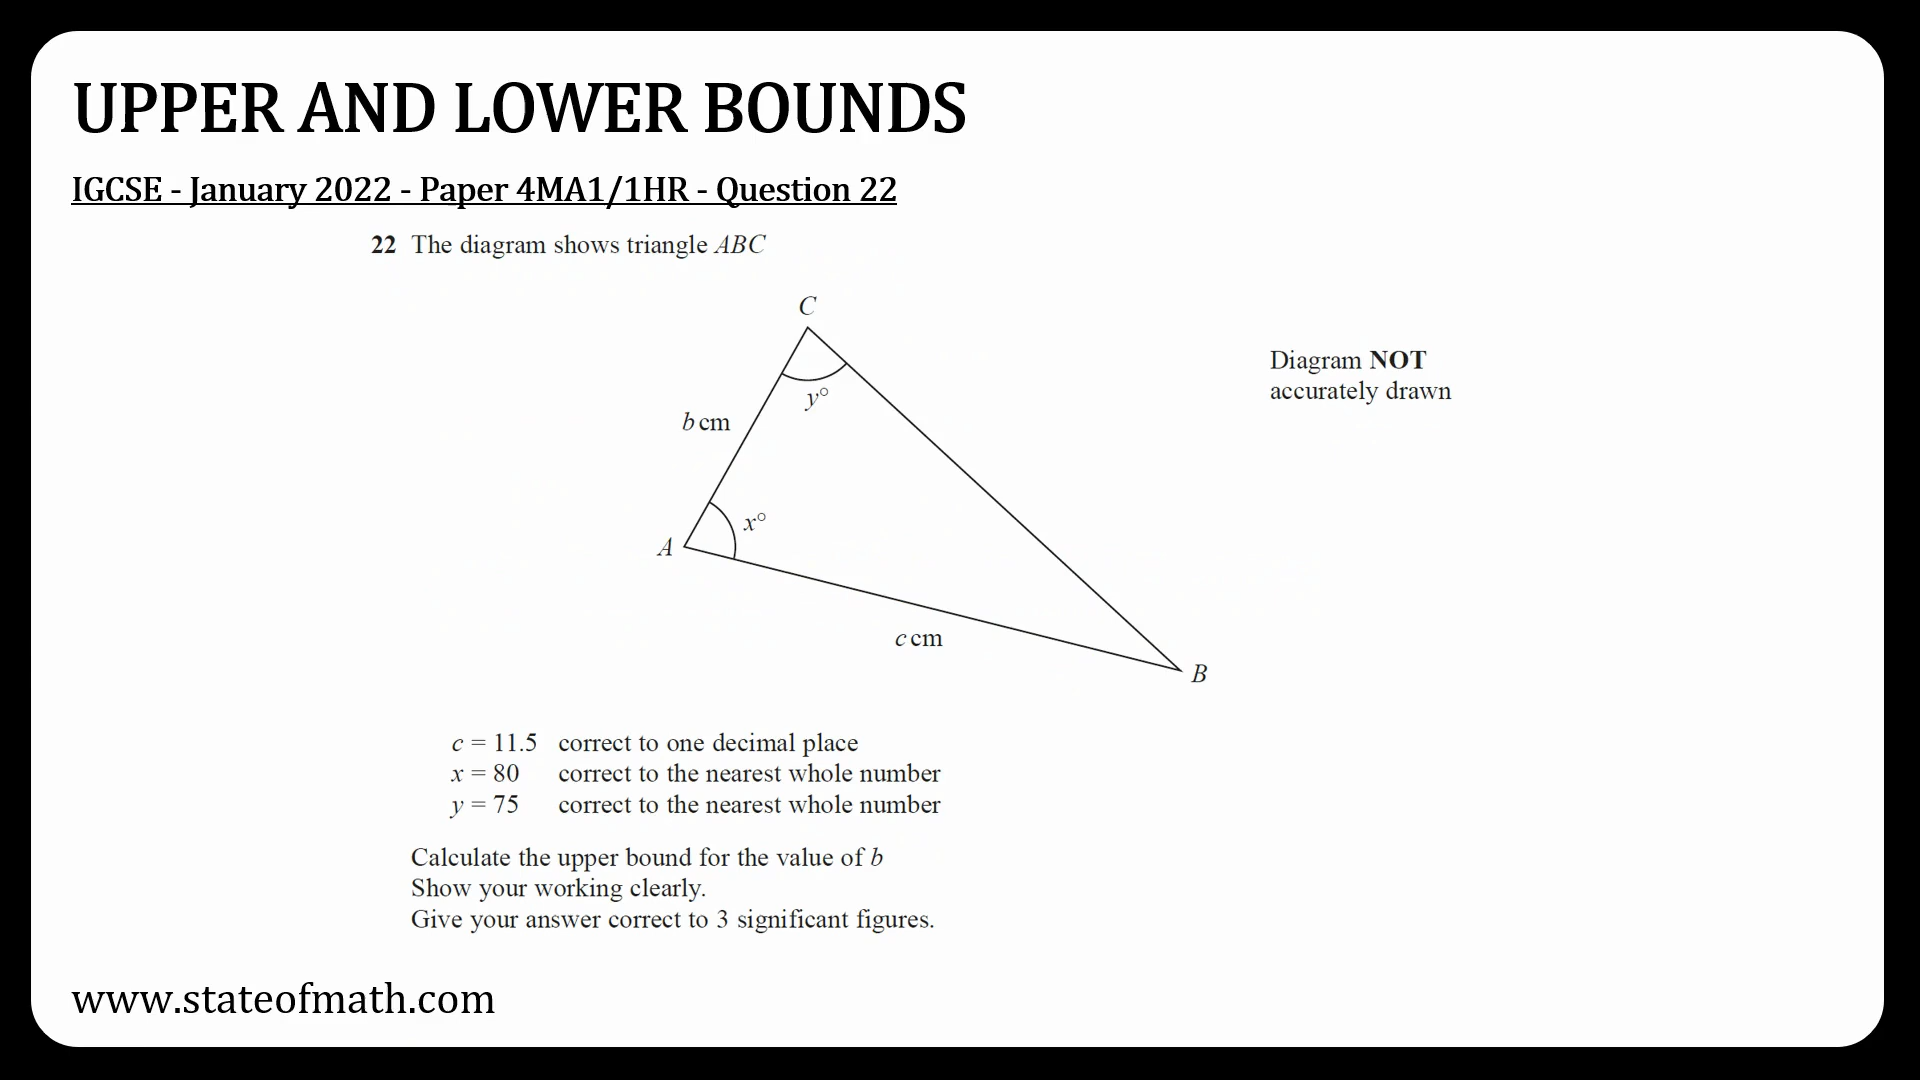 UPPER AND LOWER BOUNDS
IGCSE - January 2022 - Paper 4MA1/1HR - Question 22
22 The diagram shows triangle ABC
C
Diagram NOT
accurately drawn
y°
b cm
x°
A
c cm
B
c = 11.5 correct to one decimal place
x = 80 correct to the nearest whole number
y = 75 correct to the nearest whole number
Calculate the upper bound for the value of b
Show your working clearly.
Give your answer correct to 3 significant figures.
www.stateofmath.com